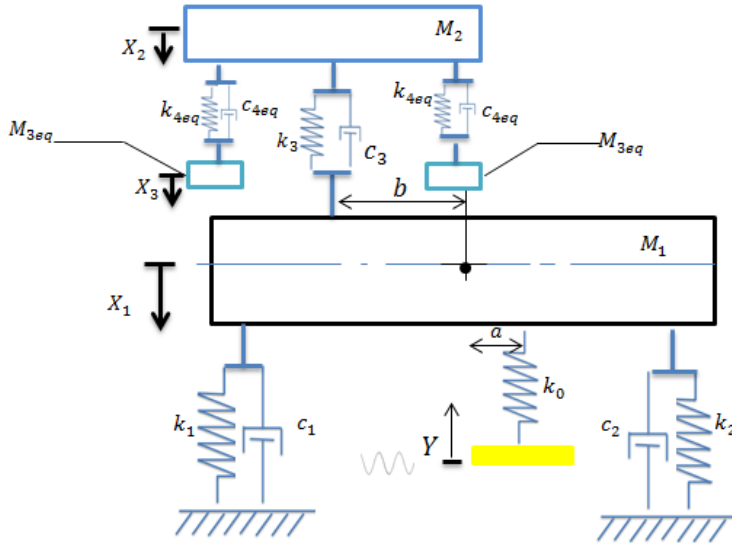 M₂
X₂
k₄ₑq
c₄ₑq
k₄ₑq
c₄ₑq
M₃ₑq
k₃
c₃
M₃ₑq
X₃
b
M₁
X₁
a
k₀
k₁
c₁
Y
c₂
k₂